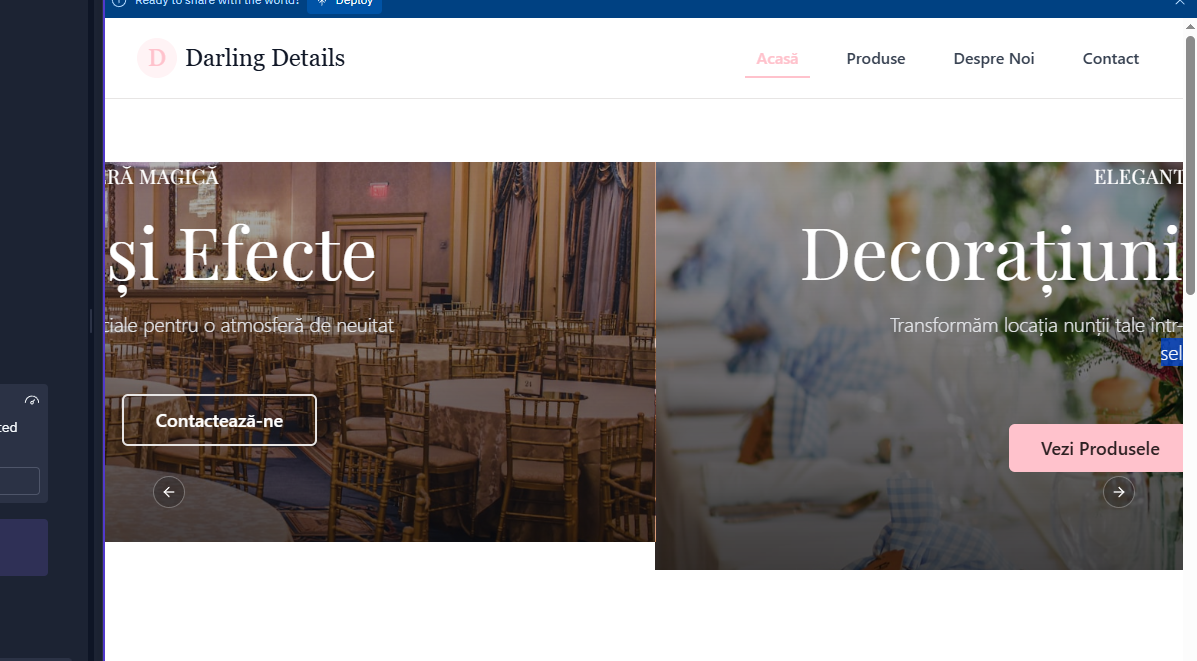 Ready to share with the world?
Deploy
D
Darling Details
Acasă
Produse
Despre Noi
Contact
RĂ MAGICĂ
și Efecte
ciale pentru o atmosferă de neuitat
Contactează-ne
ELEGANT
Decorațiuni
Transformăm locația nunții tale într-
sel
Vezi Produsele
21